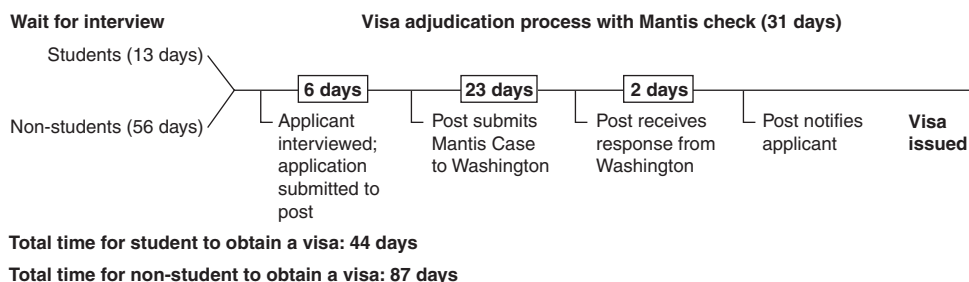 Wait for interview
Visa adjudication process with Mantis check (31 days)
Students (13 days)
Non-students (56 days)
6 days
23 days
2 days
Applicant
interviewed;
application
submitted to
post
Post submits
Mantis Case
to Washington
Post receives
response from
Washington
Post notifies
applicant
Visa
issued
Total time for student to obtain a visa: 44 days
Total time for non-student to obtain a visa: 87 days